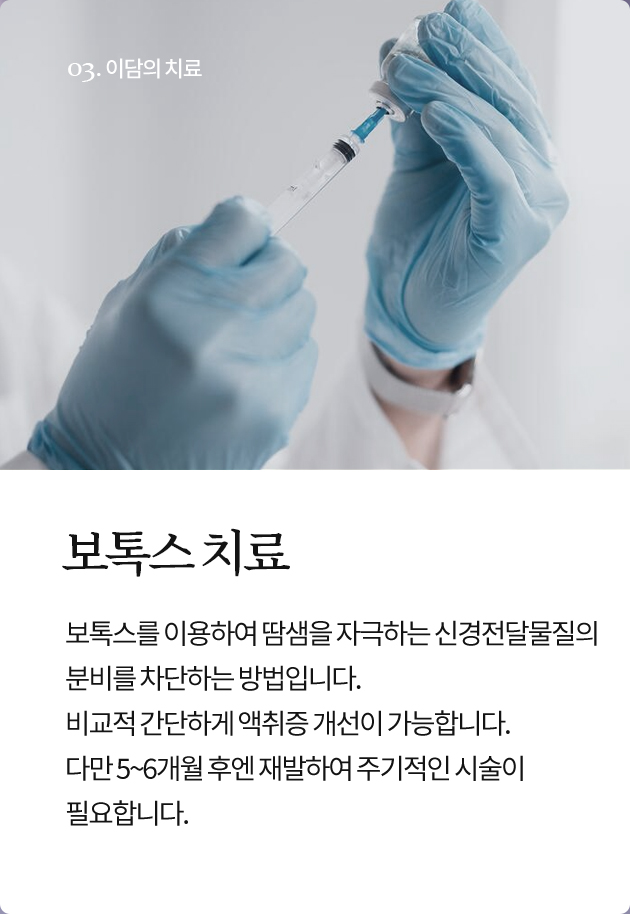 03. 이담의 치료
보톡스 치료
보톡스를 이용하여 땀샘을 자극하는 신경전달물질의
분비를 차단하는 방법입니다.
비교적 간단하게 액취증 개선이 가능합니다.
다만 5~6개월 후엔 재발하여 주기적인 시술이
필요합니다.